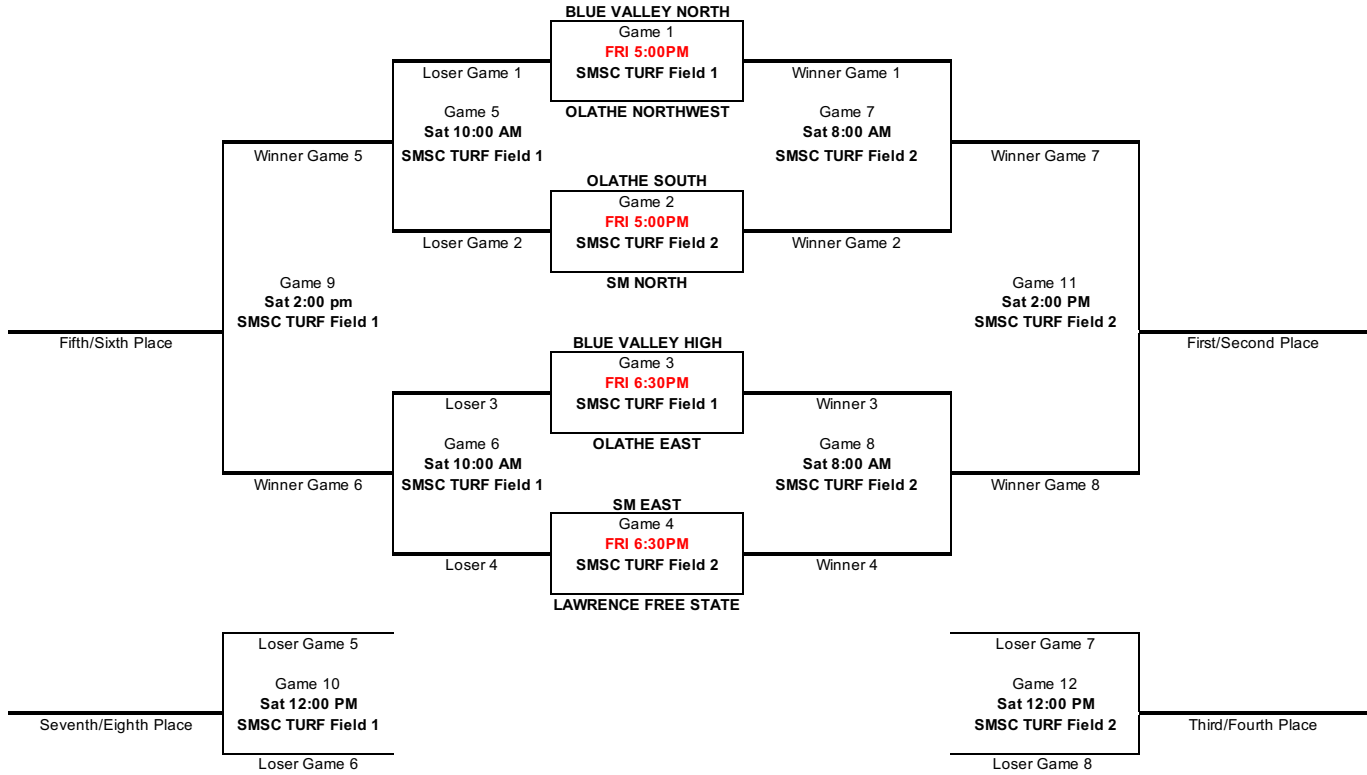 BLUE VALLEY NORTH
Game 1
FRI 5:00PM
SMSC TURF Field 1
OLATHE NORTHWEST
Loser Game 1
Winner Game 1
Game 5
Sat 10:00 AM
SMSC TURF Field 1
Game 7
Sat 8:00 AM
SMSC TURF Field 2
Winner Game 5
Winner Game 7
OLATHE SOUTH
Game 2
FRI 5:00PM
SMSC TURF Field 2
SM NORTH
Loser Game 2
Winner Game 2
Game 9
Sat 2:00 pm
SMSC TURF Field 1
Game 11
Sat 2:00 PM
SMSC TURF Field 2
Fifth/Sixth Place
First/Second Place
BLUE VALLEY HIGH
Game 3
FRI 6:30PM
SMSC TURF Field 1
OLATHE EAST
Loser 3
Winner 3
Game 6
Sat 10:00 AM
SMSC TURF Field 1
Game 8
Sat 8:00 AM
SMSC TURF Field 2
Winner Game 6
Winner Game 8
SM EAST
Game 4
FRI 6:30PM
SMSC TURF Field 2
LAWRENCE FREE STATE
Loser 4
Winner 4
Loser Game 5
Game 10
Sat 12:00 PM
SMSC TURF Field 1
Seventh/Eighth Place
Loser Game 6
Loser Game 7
Game 12
Sat 12:00 PM
SMSC TURF Field 2
Third/Fourth Place
Loser Game 8